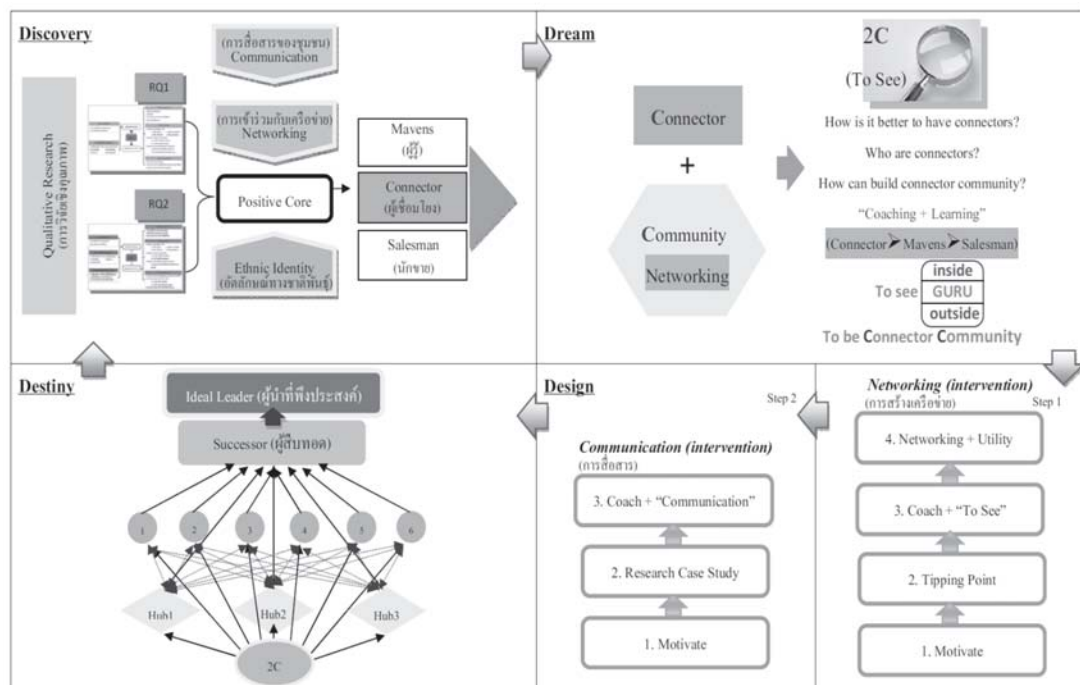 Discovery
(การสื่อสารของชุมชน)
Communication
Qualitative Research
(การวิจัยเชิงคุณภาพ)
RQ1
RQ2
(การเข้าร่วมกับเครือข่าย)
Networking
Positive Core
Ethnic Identity
(อัตลักษณ์ทางชาติพันธุ์)
Mavens
(ผู้รู้)
Connector
(ผู้เชื่อมโยง)
Salesman
(นักขาย)
Dream
Connector
+
Community
Networking
2C
(To See)
How is it better to have connectors?
Who are connectors?
How can build connector community?
"Coaching + Learning"
(Connector➤Mavens➤Salesman)
inside
To see GURU
outside
To be Connector Community
Destiny
Ideal Leader (ผู้นำที่พึงประสงค์)
Successor (ผู้สืบทอด)
1 2 3 4 5 6
Hub1 Hub2 Hub3
2C
Design
Step 2
Communication (intervention)
(การสื่อสาร)
3. Coach + "Communication"
2. Research Case Study
1. Motivate
Networking (intervention)
(การสร้างเครือข่าย)
Step 1
4. Networking + Utility
3. Coach + "To See"
2. Tipping Point
1. Motivate